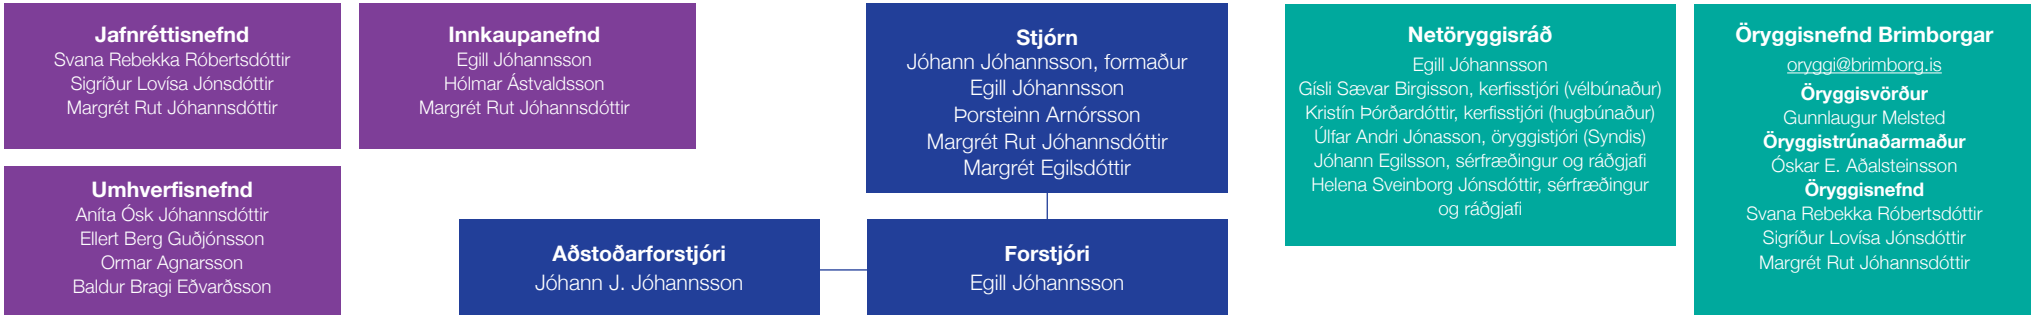 Jafnréttisnefnd
Svana Rebekka Róbertsdóttir
Sigríður Lovísa Jónsdóttir
Margrét Rut Jóhannsdóttir
Innkaupanefnd
Egill Jóhannsson
Hólmar Ástvaldsson
Margrét Rut Jóhannsdóttir
Umhverfisnefnd
Aníta Ósk Jóhannsdóttir
Ellert Berg Guðjónsson
Ormar Agnarsson
Baldur Bragi Eðvarðsson
Stjórn
Jóhann Jóhannsson, formaður
Egill Jóhannsson
Þorsteinn Arnórsson
Margrét Rut Jóhannsdóttir
Margrét Egilsdóttir
Aðstoðarforstjóri
Jóhann J. Jóhannsson
Forstjóri
Egill Jóhannsson
Netöryggisráð
Egill Jóhannsson
Gísli Sævar Birgisson, kerfisstjóri (vélbúnaður)
Kristín Þórðardóttir, kerfisstjóri (hugbúnaður)
Úlfar Andri Jónasson, öryggistjóri (Syndis)
Jóhann Egilsson, sérfræðingur og ráðgjafi
Helena Sveinborg Jónsdóttir, sérfræðingur
og ráðgjafi
Öryggisnefnd Brimborgar
oryggi@brimborg.is
Öryggisvörður
Gunnlaugur Melsted
Öryggistrúnaðarmaður
Óskar E. Aðalsteinsson
Öryggisnefnd
Svana Rebekka Róbertsdóttir
Sigríður Lovísa Jónsdóttir
Margrét Rut Jóhannsdóttir